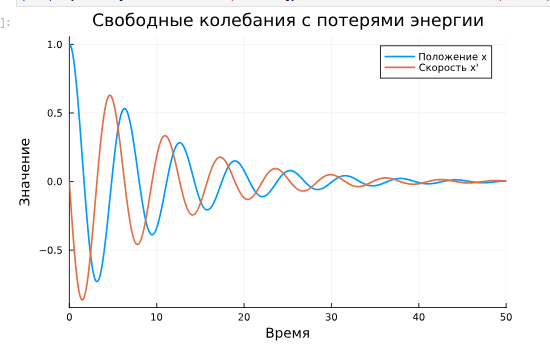 ]:
Свободные колебания с потерями энергии
Положение x
Скорость x'
Значение
1.0
0.5
0.0
−0.5
0 10 20 30 40 50
Время